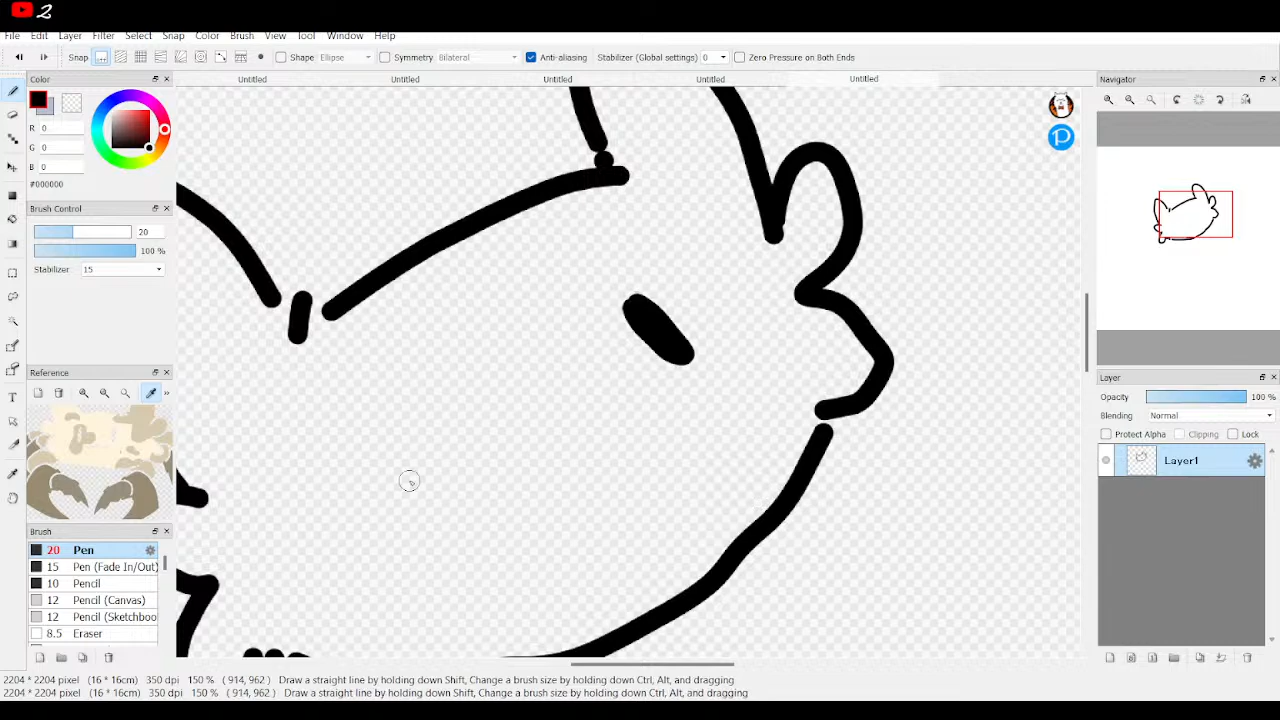 2
File Edit Layer Filter Select Snap Color Brush View Tool Window Help
Snap Shape Ellipse Symmetry Bilateral Anti-aliasing Stabilizer (Global settings) 0 Zero Pressure on Both Ends
Color
Untitled Untitled Untitled Untitled Untitled
Navigator
R 0
G 0
B 0
#000000
Brush Control
20
100 %
Stabilizer 15
Reference
»
Layer
Opacity 100 %
Blending Normal
Protect Alpha Clipping Lock
Layer1
Brush
20 Pen
15 Pen (Fade In/Out)
10 Pencil
12 Pencil (Canvas)
12 Pencil (Sketchboo
8.5 Eraser
2204 * 2204 pixel (16 * 16cm) 350 dpi 150 % ( 914, 962 ) Draw a straight line by holding down Shift, Change a brush size by holding down Ctrl, Alt, and dragging
2204 * 2204 pixel (16 * 16cm) 350 dpi 150 % ( 914, 962 ) Draw a straight line by holding down Shift, Change a brush size by holding down Ctrl, Alt, and dragging